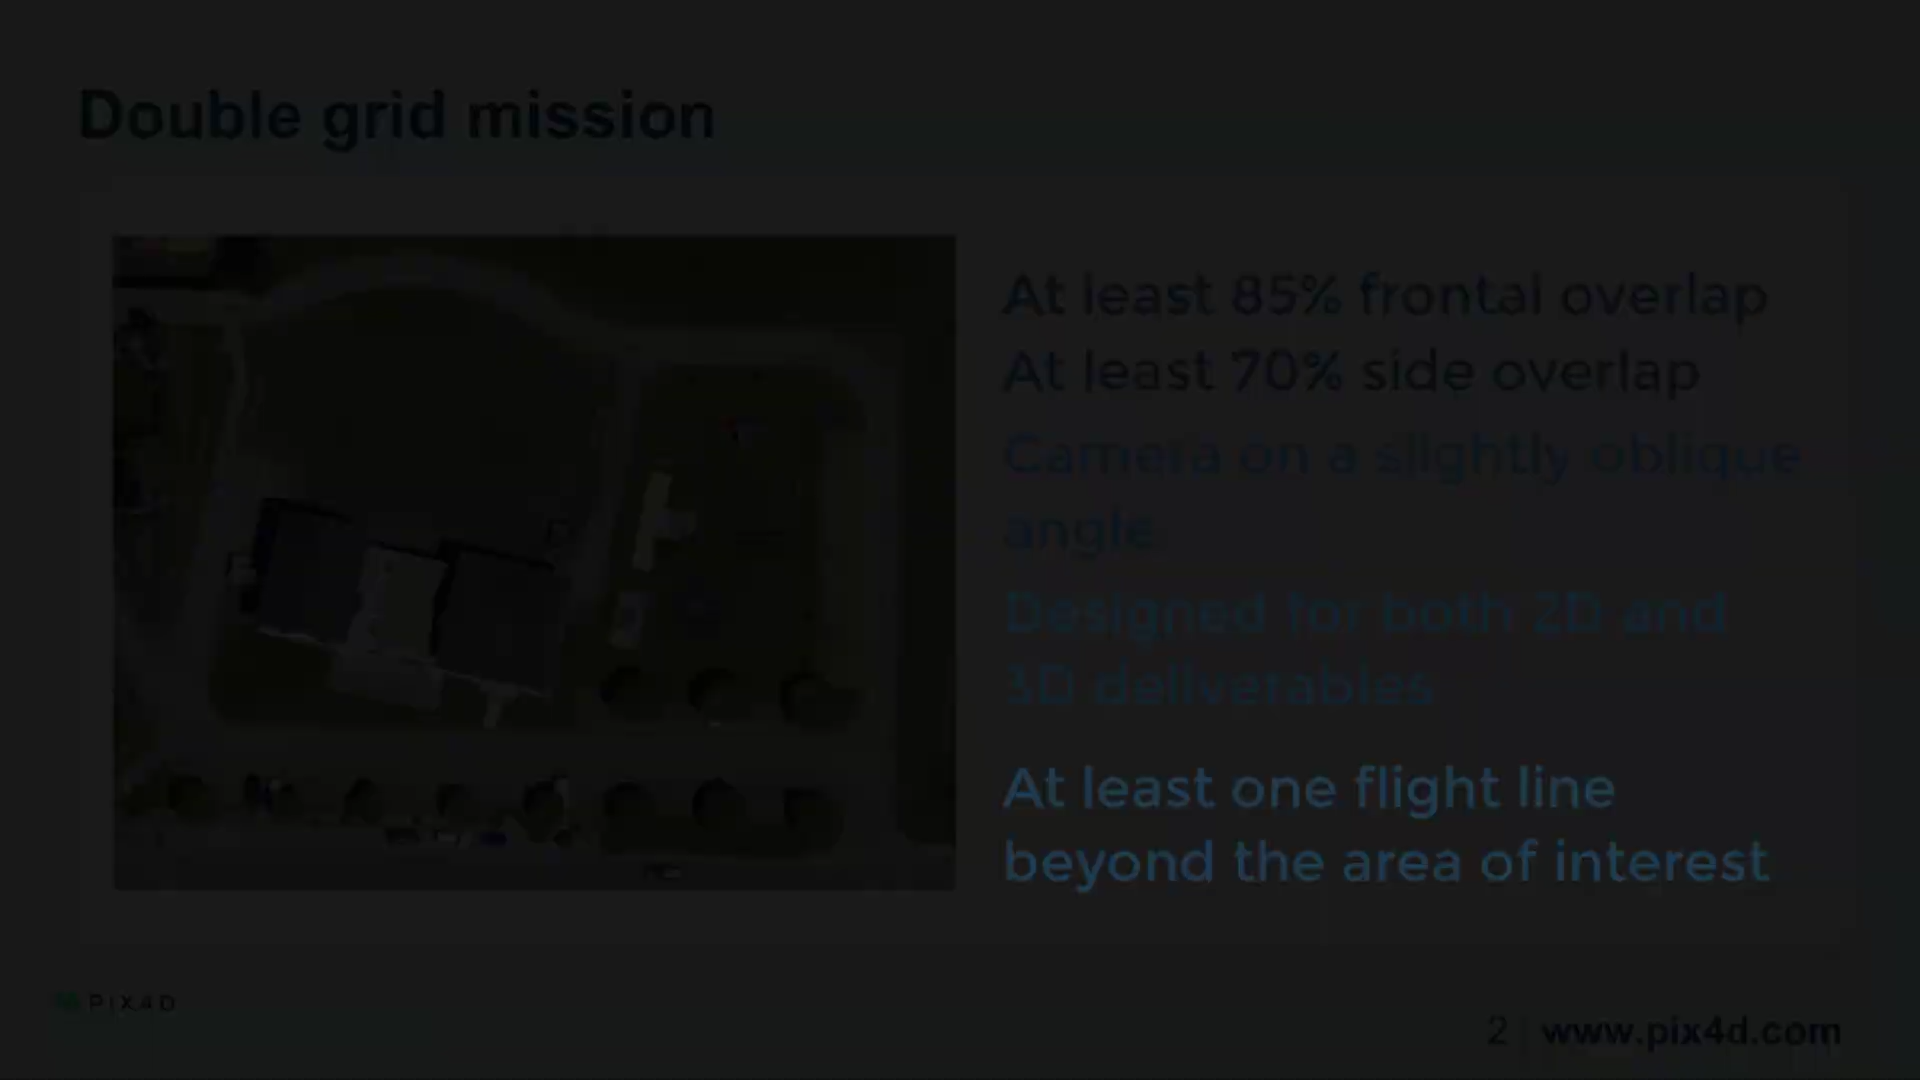 Double grid mission
At least 85% frontal overlap
At least 70% side overlap
Camera on a slightly oblique
angle
Designed for both 2D and
3D deliverables
At least one flight line
beyond the area of interest
PIX4D
2 | www.pix4d.com